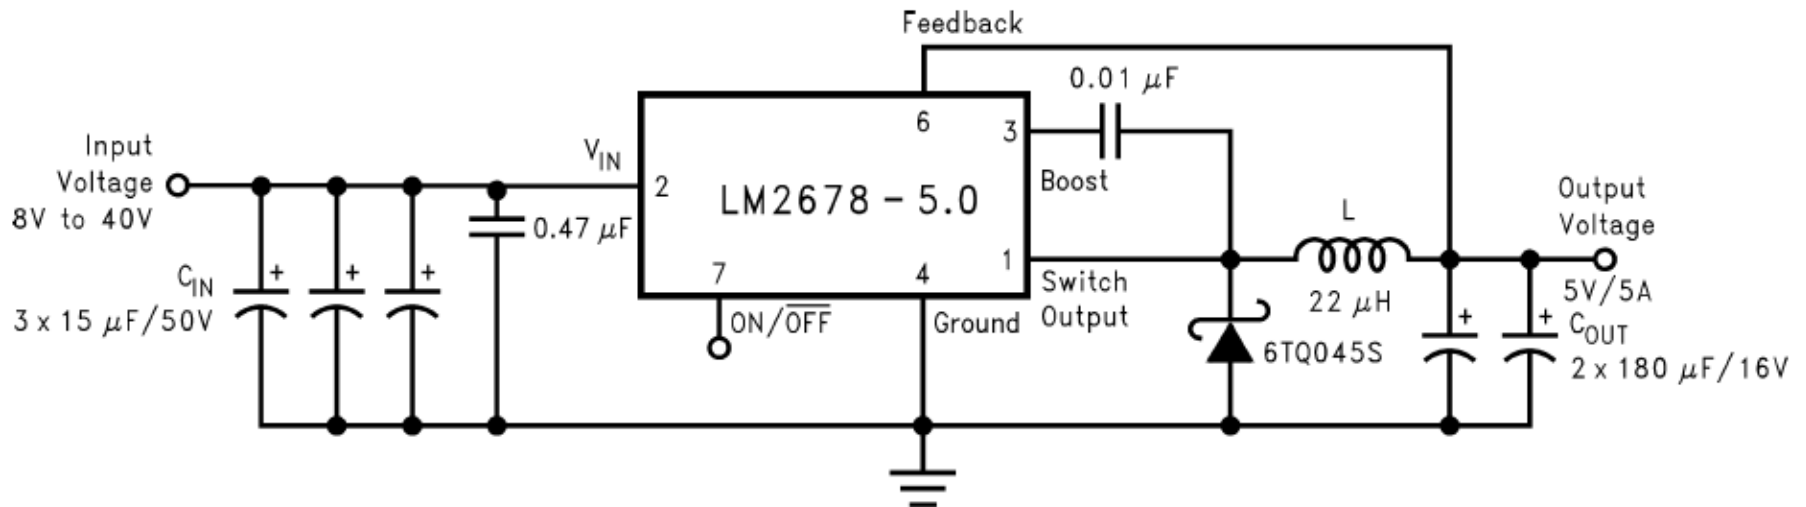 Feedback
0.01 μF
6
3
Input
Voltage
8V to 40V
V_IN
2
LM2678 – 5.0
Boost
Output
Voltage
0.47 μF
L
7
4
1
C_IN
+
+
+
3 x 15 μF/50V
Switch
Output
22 μH
5V/5A
ON/O̅F̅F̅
Ground
6TQ045S
+
+
C_OUT
2 x 180 μF/16V